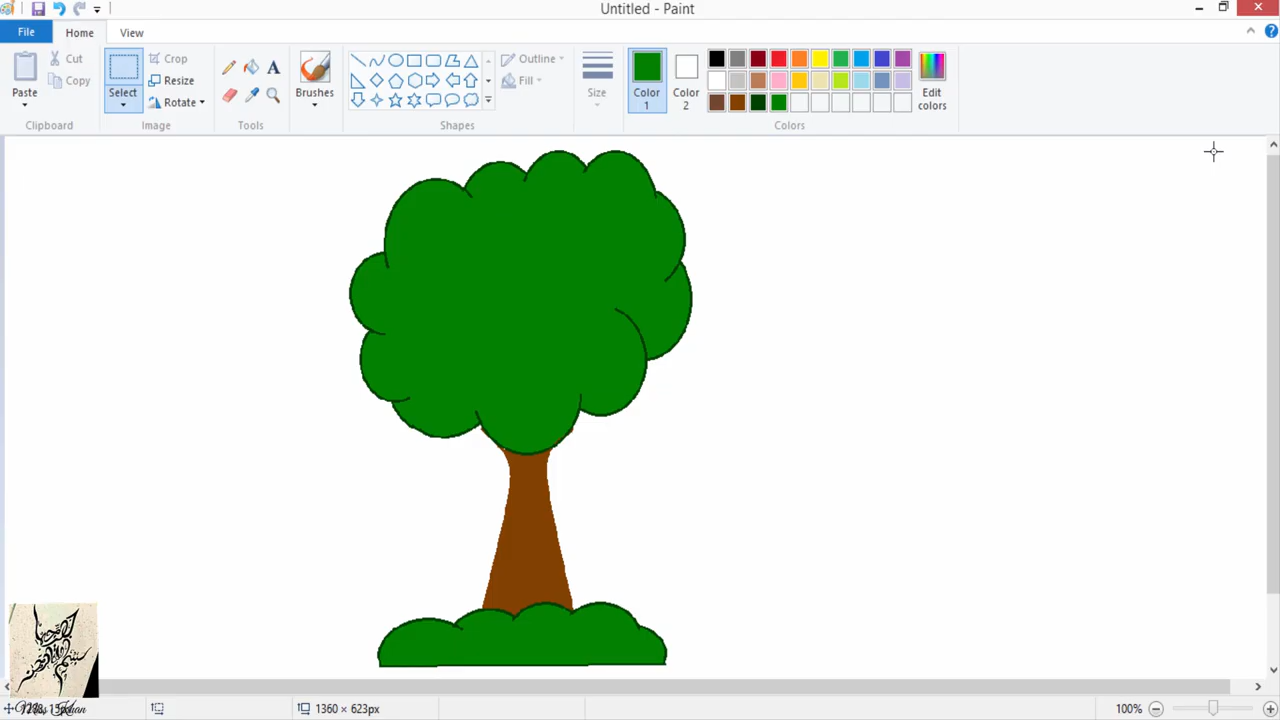 Untitled - Paint
File Home View
Paste
Cut
Copy
Clipboard
Select
Crop
Resize
Rotate
Image
A
Tools
Brushes
Shapes
Outline
Fill
Size
Color 1
Color 2
Edit colors
Colors
1360 × 623px
100%